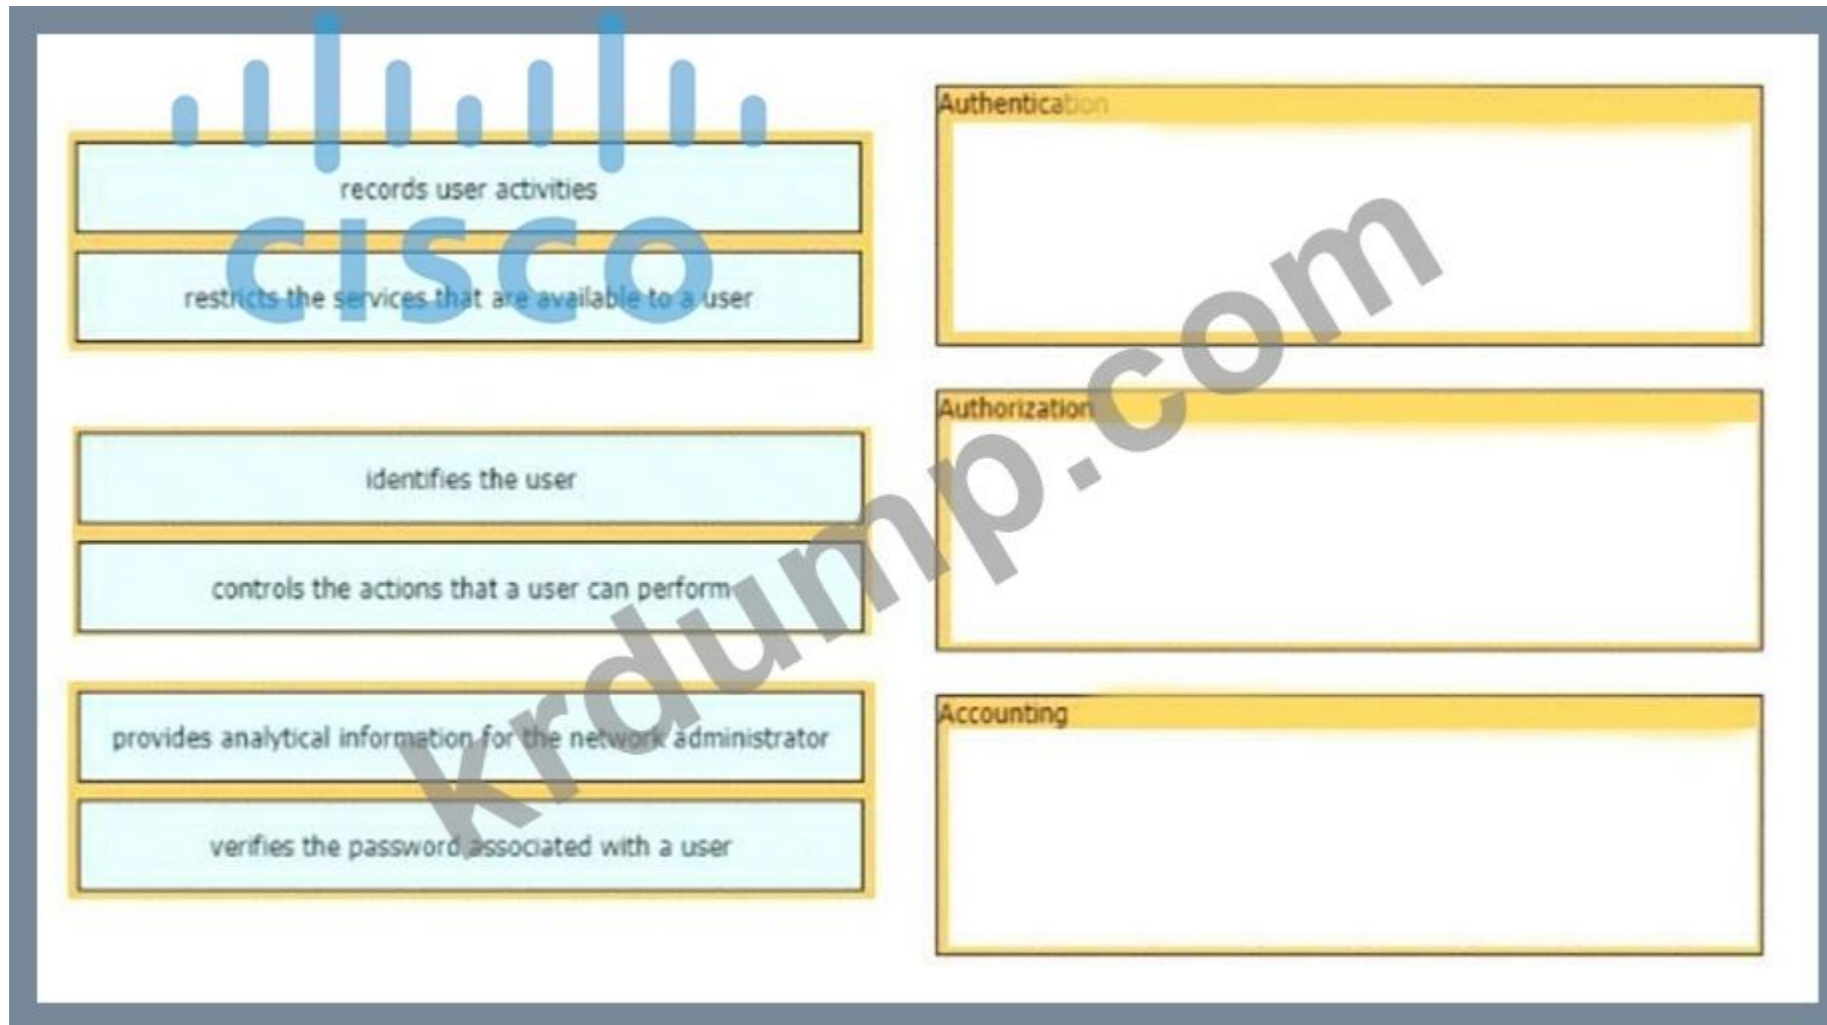 CISCO
records user activities
restricts the services that are available to a user
identifies the user
controls the actions that a user can perform
provides analytical information for the network administrator
verifies the password associated with a user
Authentication
Authorization
Accounting
krdump.com